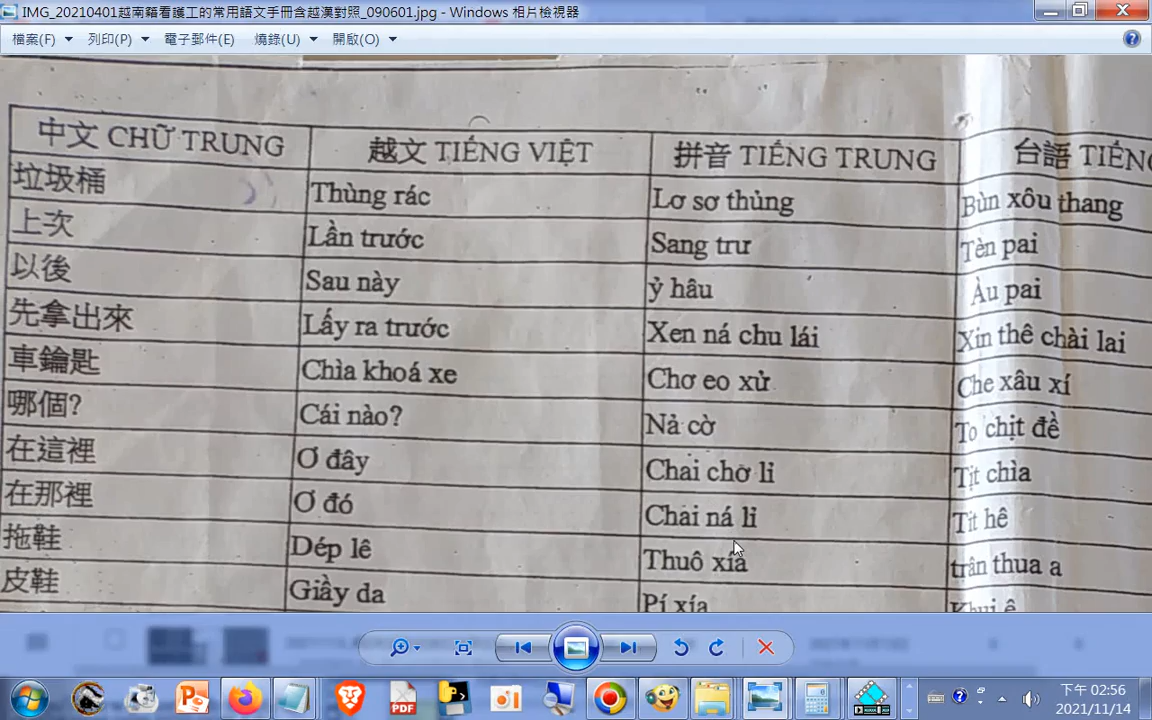 IMG_20210401越南籍看護工的常用語文手冊含越漢對照_090601.jpg - Windows 相片檢視器
檔案(F) 列印(P) 電子郵件(E) 燒錄(U) 開啟(O)
中文 CHỮ TRUNG 越文 TIẾNG VIỆT 拼音 TIẾNG TRUNG 台語 TIẾNG
垃圾桶 Thùng rác Lơ sơ thủng Bùn xôu thang
上次 Lần trước Sang trư Tèn pai
以後 Sau này ỷ hâu Àu pai
先拿出來 Lấy ra trước Xen ná chu lái Xin thê chài lai
車鑰匙 Chìa khoá xe Chơ eo xử Che xâu xí
哪個? Cái nào? Nả cờ To chịt đề
在這裡 Ơ đây Chai chờ lỉ Tịt chìa
在那裡 Ơ đó Chai ná lỉ Tit hê
拖鞋 Dép lê Thuô xía trân thua a
皮鞋 Giầy da Pí xía
PDF
下午 02:56
2021/11/14